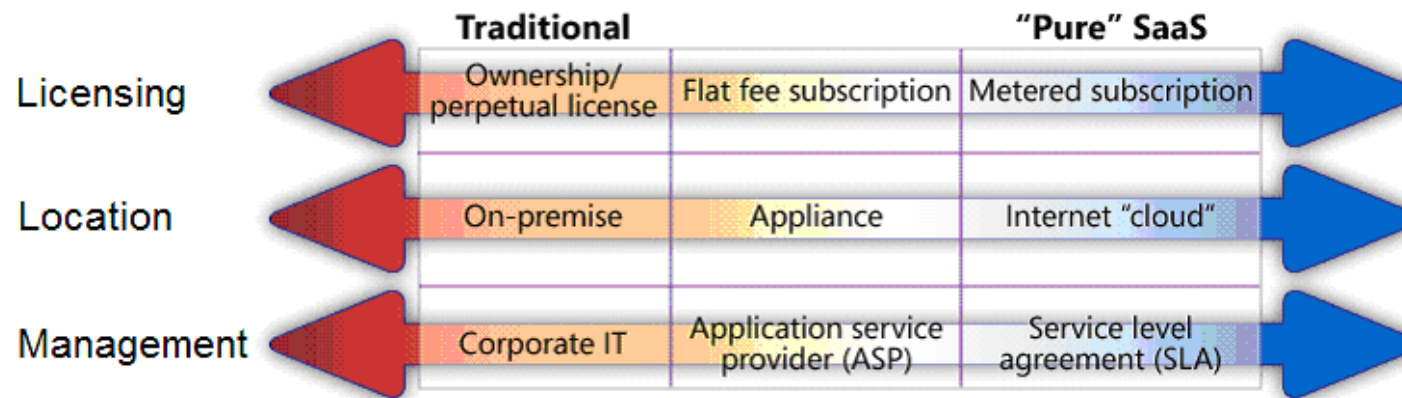 Traditional “Pure” SaaS
Licensing
Ownership/
perpetual license
Flat fee subscription
Metered subscription
Location
On-premise
Appliance
Internet “cloud”
Management
Corporate IT
Application service
provider (ASP)
Service level
agreement (SLA)